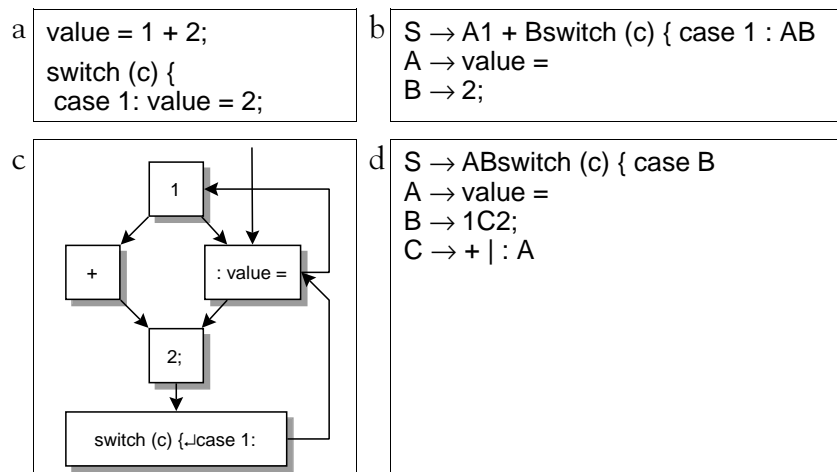 a
value = 1 + 2;
switch (c) {
case 1: value = 2;
b
S → A1 + Bswitch (c) { case 1 : AB
A → value =
B → 2;
c
1
+
: value =
2;
switch (c) {↵case 1:
d
S → ABswitch (c) { case B
A → value =
B → 1C2;
C → + | : A